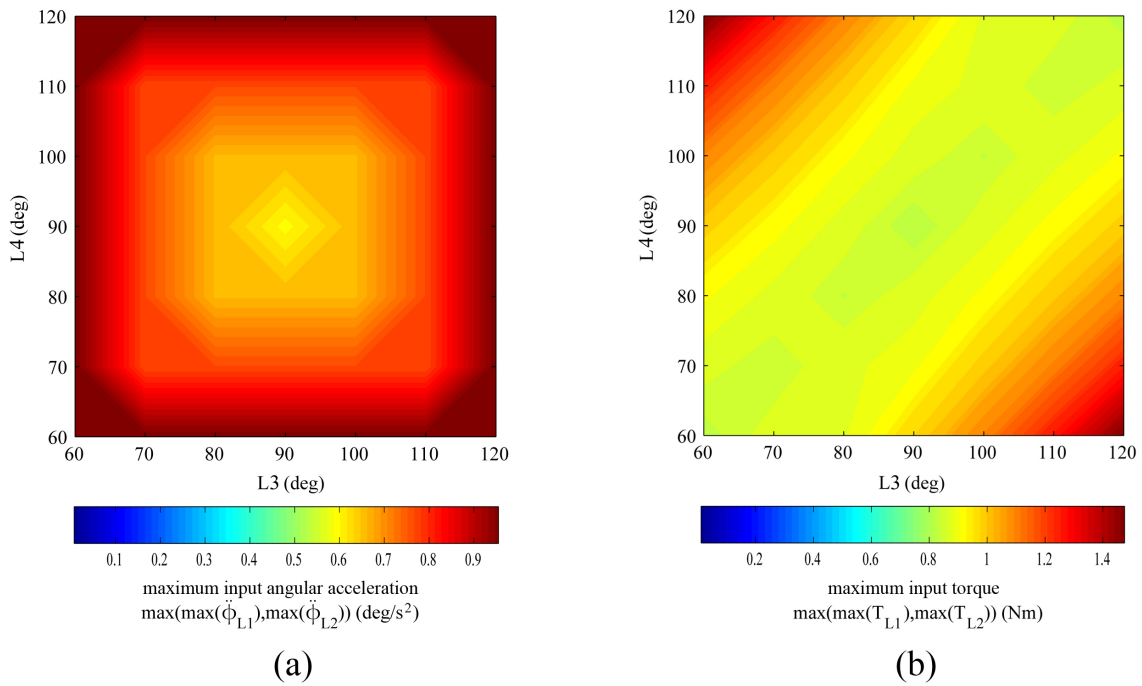 120
110
100
90
80
70
60
L4 (deg)
60 70 80 90 100 110 120
L3 (deg)
0.1 0.2 0.3 0.4 0.5 0.6 0.7 0.8 0.9
maximum input angular acceleration
max(max(ϕ̈_L1),max(ϕ̈_L2)) (deg/s²)
(a)
120
110
100
90
80
70
60
L4 (deg)
60 70 80 90 100 110 120
L3 (deg)
0.2 0.4 0.6 0.8 1 1.2 1.4
maximum input torque
max(max(T_L1),max(T_L2)) (Nm)
(b)